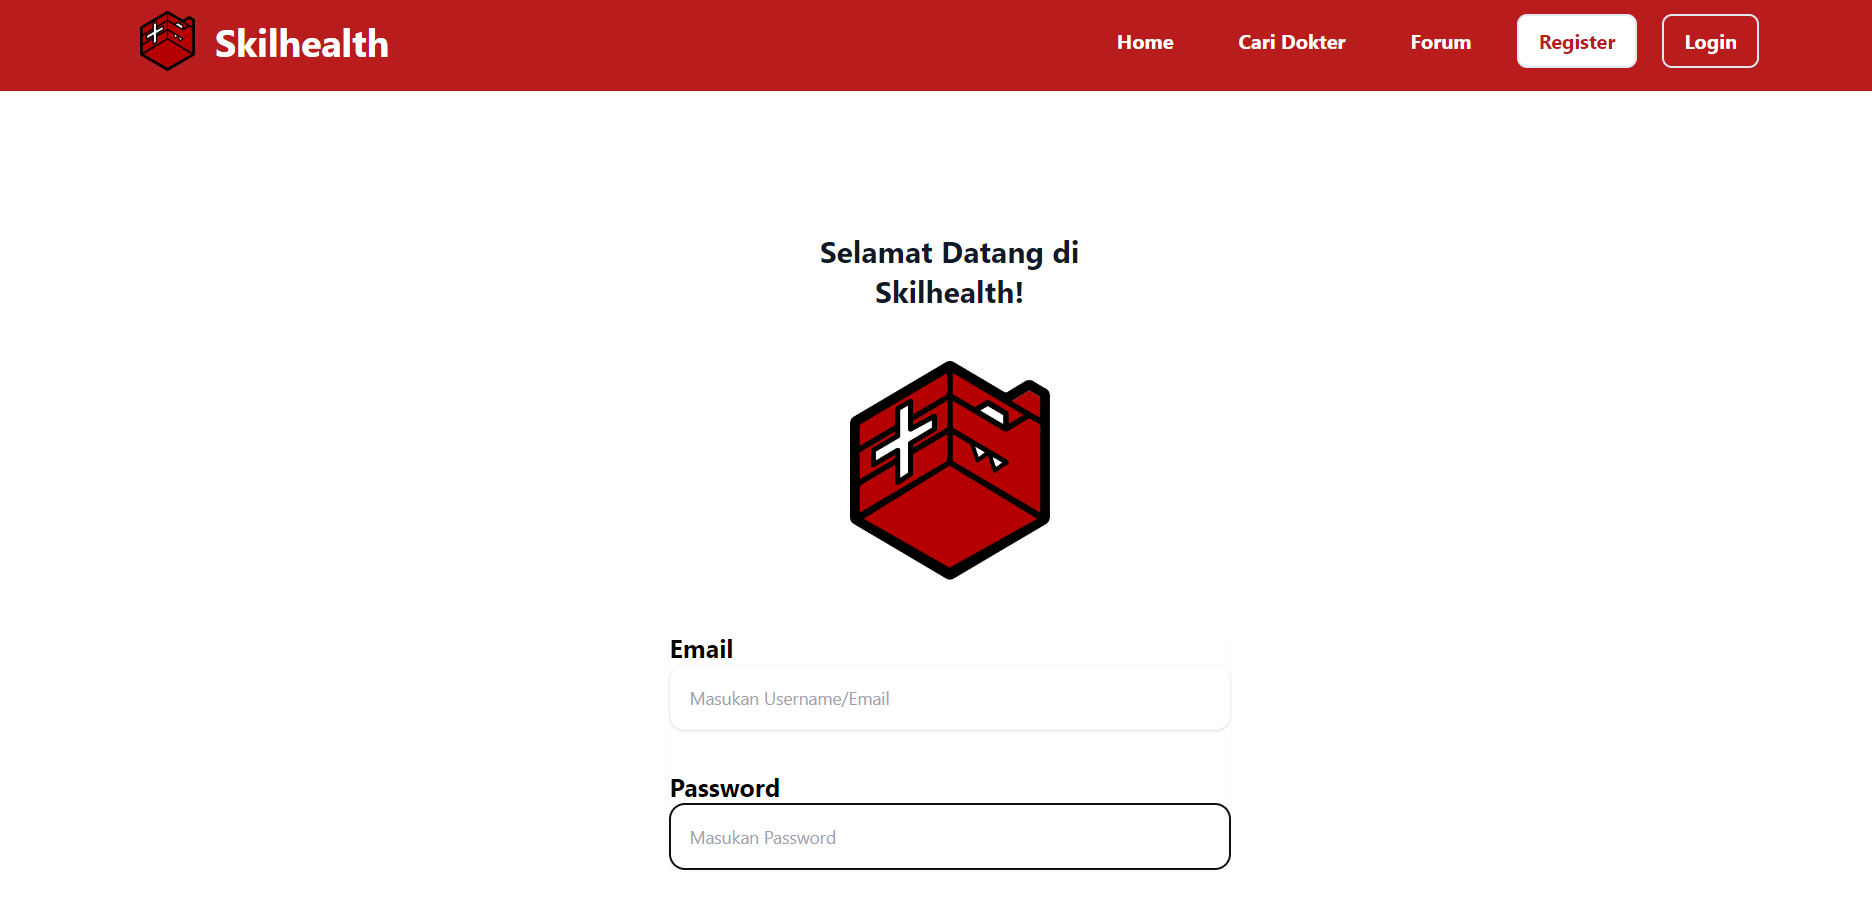 Skilhealth
Home
Cari Dokter
Forum
Register
Login
Selamat Datang di
Skilhealth!
Email
Masukan Username/Email
Password
Masukan Password